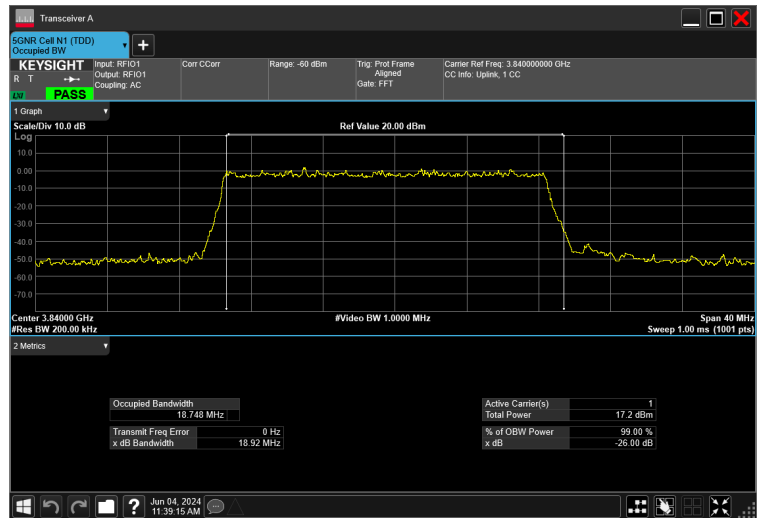 Transceiver A
5GNR Cell N1 (TDD)
Occupied BW
KEYSIGHT
R T
LXI
PASS
Input: RFIO1
Output: RFIO1
Coupling: AC
Corr CCorr
Range: -60 dBm
Trig: Prot Frame
Aligned
Gate: FFT
Carrier Ref Freq: 3.840000000 GHz
CC Info: Uplink, 1 CC
1 Graph
Scale/Div 10.0 dB
Ref Value 20.00 dBm
Log
10.0
0.00
-10.0
-20.0
-30.0
-40.0
-50.0
-60.0
-70.0
Center 3.84000 GHz
#Video BW 1.0000 MHz
Span 40 MHz
#Res BW 200.00 kHz
Sweep 1.00 ms (1001 pts)
2 Metrics
Occupied Bandwidth
18.748 MHz
Transmit Freq Error 0 Hz
x dB Bandwidth 18.92 MHz
Active Carrier(s) 1
Total Power 17.2 dBm
% of OBW Power 99.00 %
x dB -26.00 dB
?
Jun 04, 2024
11:39:15 AM